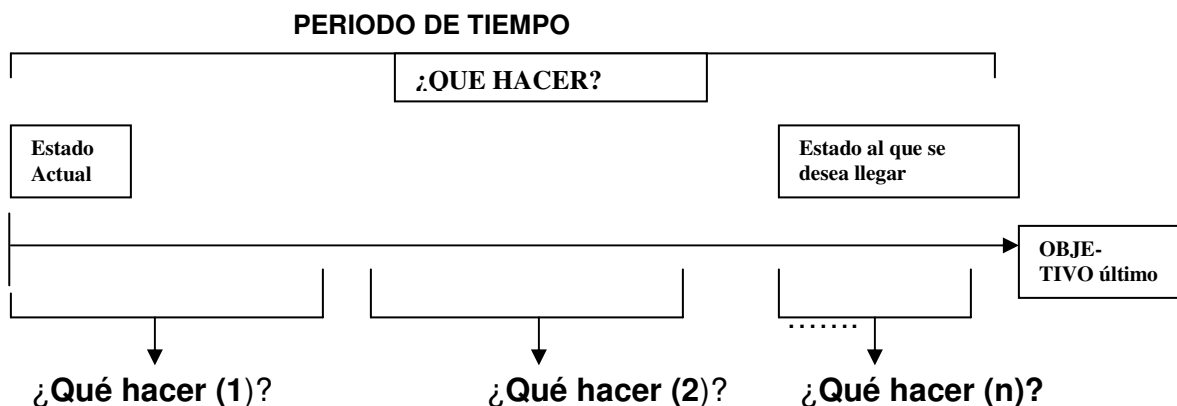 PERIODO DE TIEMPO
¿QUE HACER?
Estado
Actual
Estado al que se
desea llegar
OBJE-
TIVO último
.......
¿Qué hacer (1)?
¿Qué hacer (2)?
¿Qué hacer (n)?